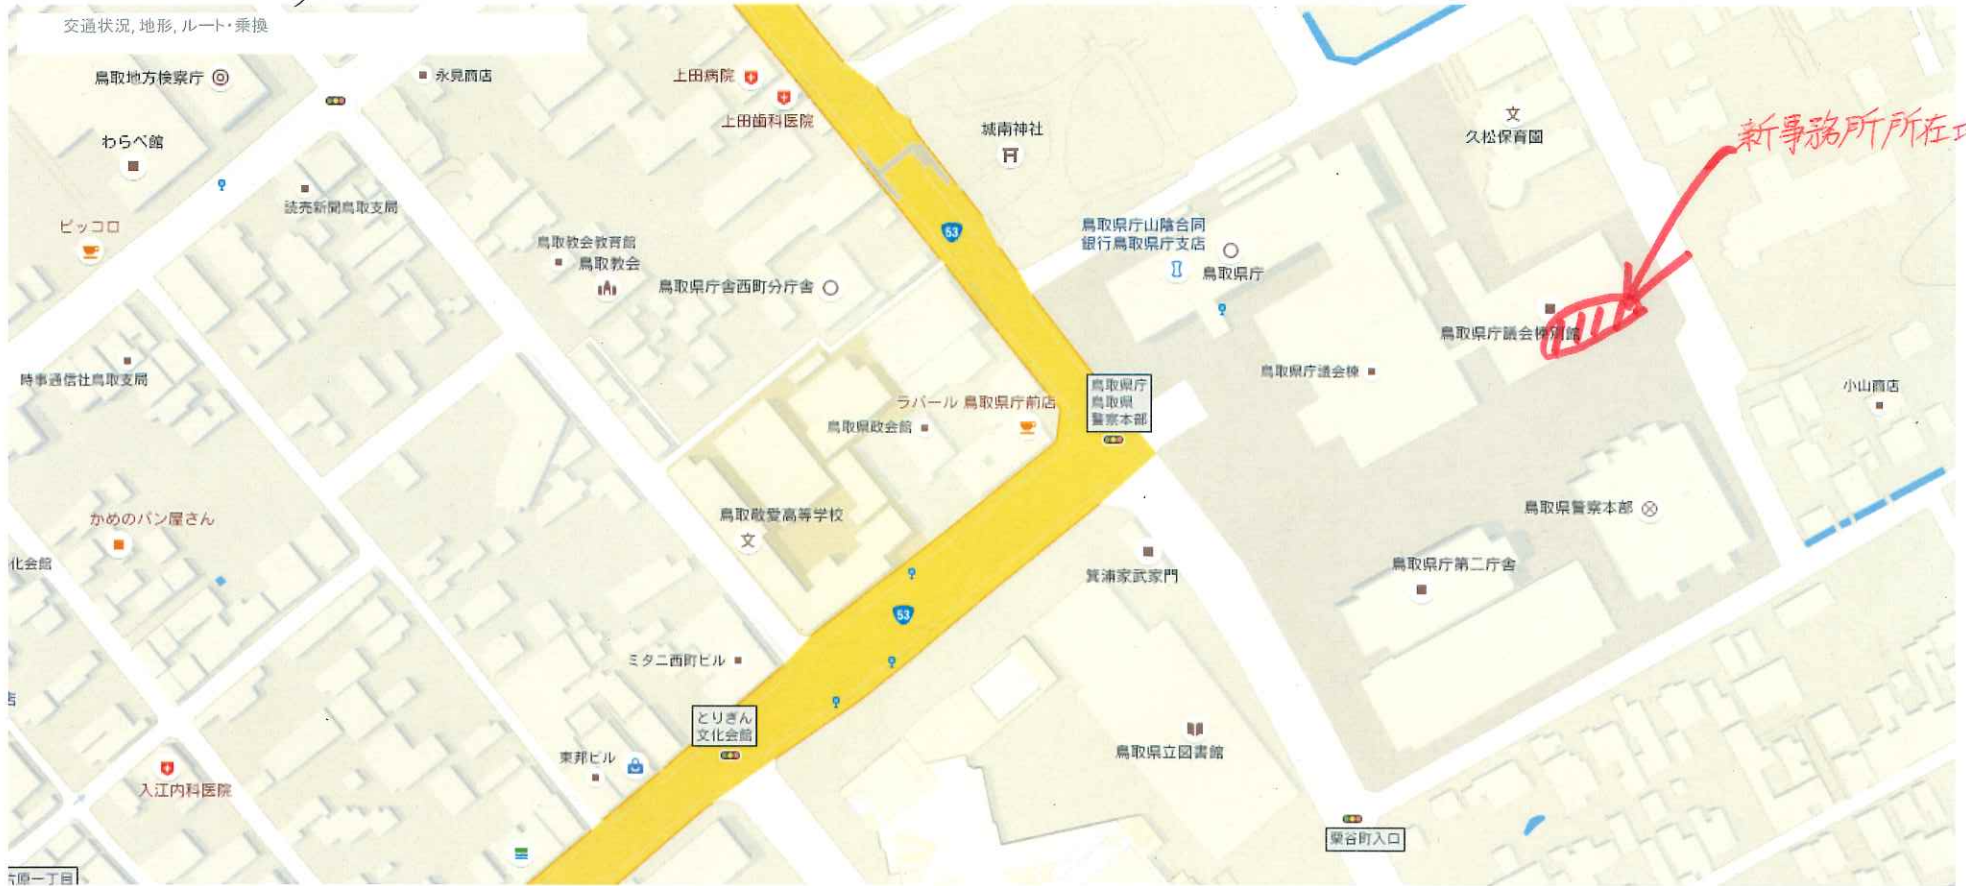 交通状況, 地形, ルート・乗換
鳥取地方検察庁
永見商店
上田病院
上田歯科医院
わらべ館
城南神社
文
久松保育園
新事務所所在
読売新聞鳥取支局
ピッコロ
鳥取教会教育館
鳥取教会
鳥取県庁舎西町分庁舎
53
鳥取県庁山陰合同
銀行鳥取県庁支店
鳥取県庁
鳥取県庁議会棟別館
時事通信社鳥取支局
ラバール 鳥取県庁前店
鳥取県政会館
鳥取県庁
鳥取県
警察本部
鳥取県庁議会棟
小山商店
かめのパン屋さん
鳥取敬愛高等学校
文
鳥取県警察本部
化会館
箕浦家武家門
鳥取県庁第二庁舎
53
ミタニ西町ビル
とりぎん
文化会館
東邦ビル
鳥取県立図書館
入江内科医院
栗谷町入口
原一丁目